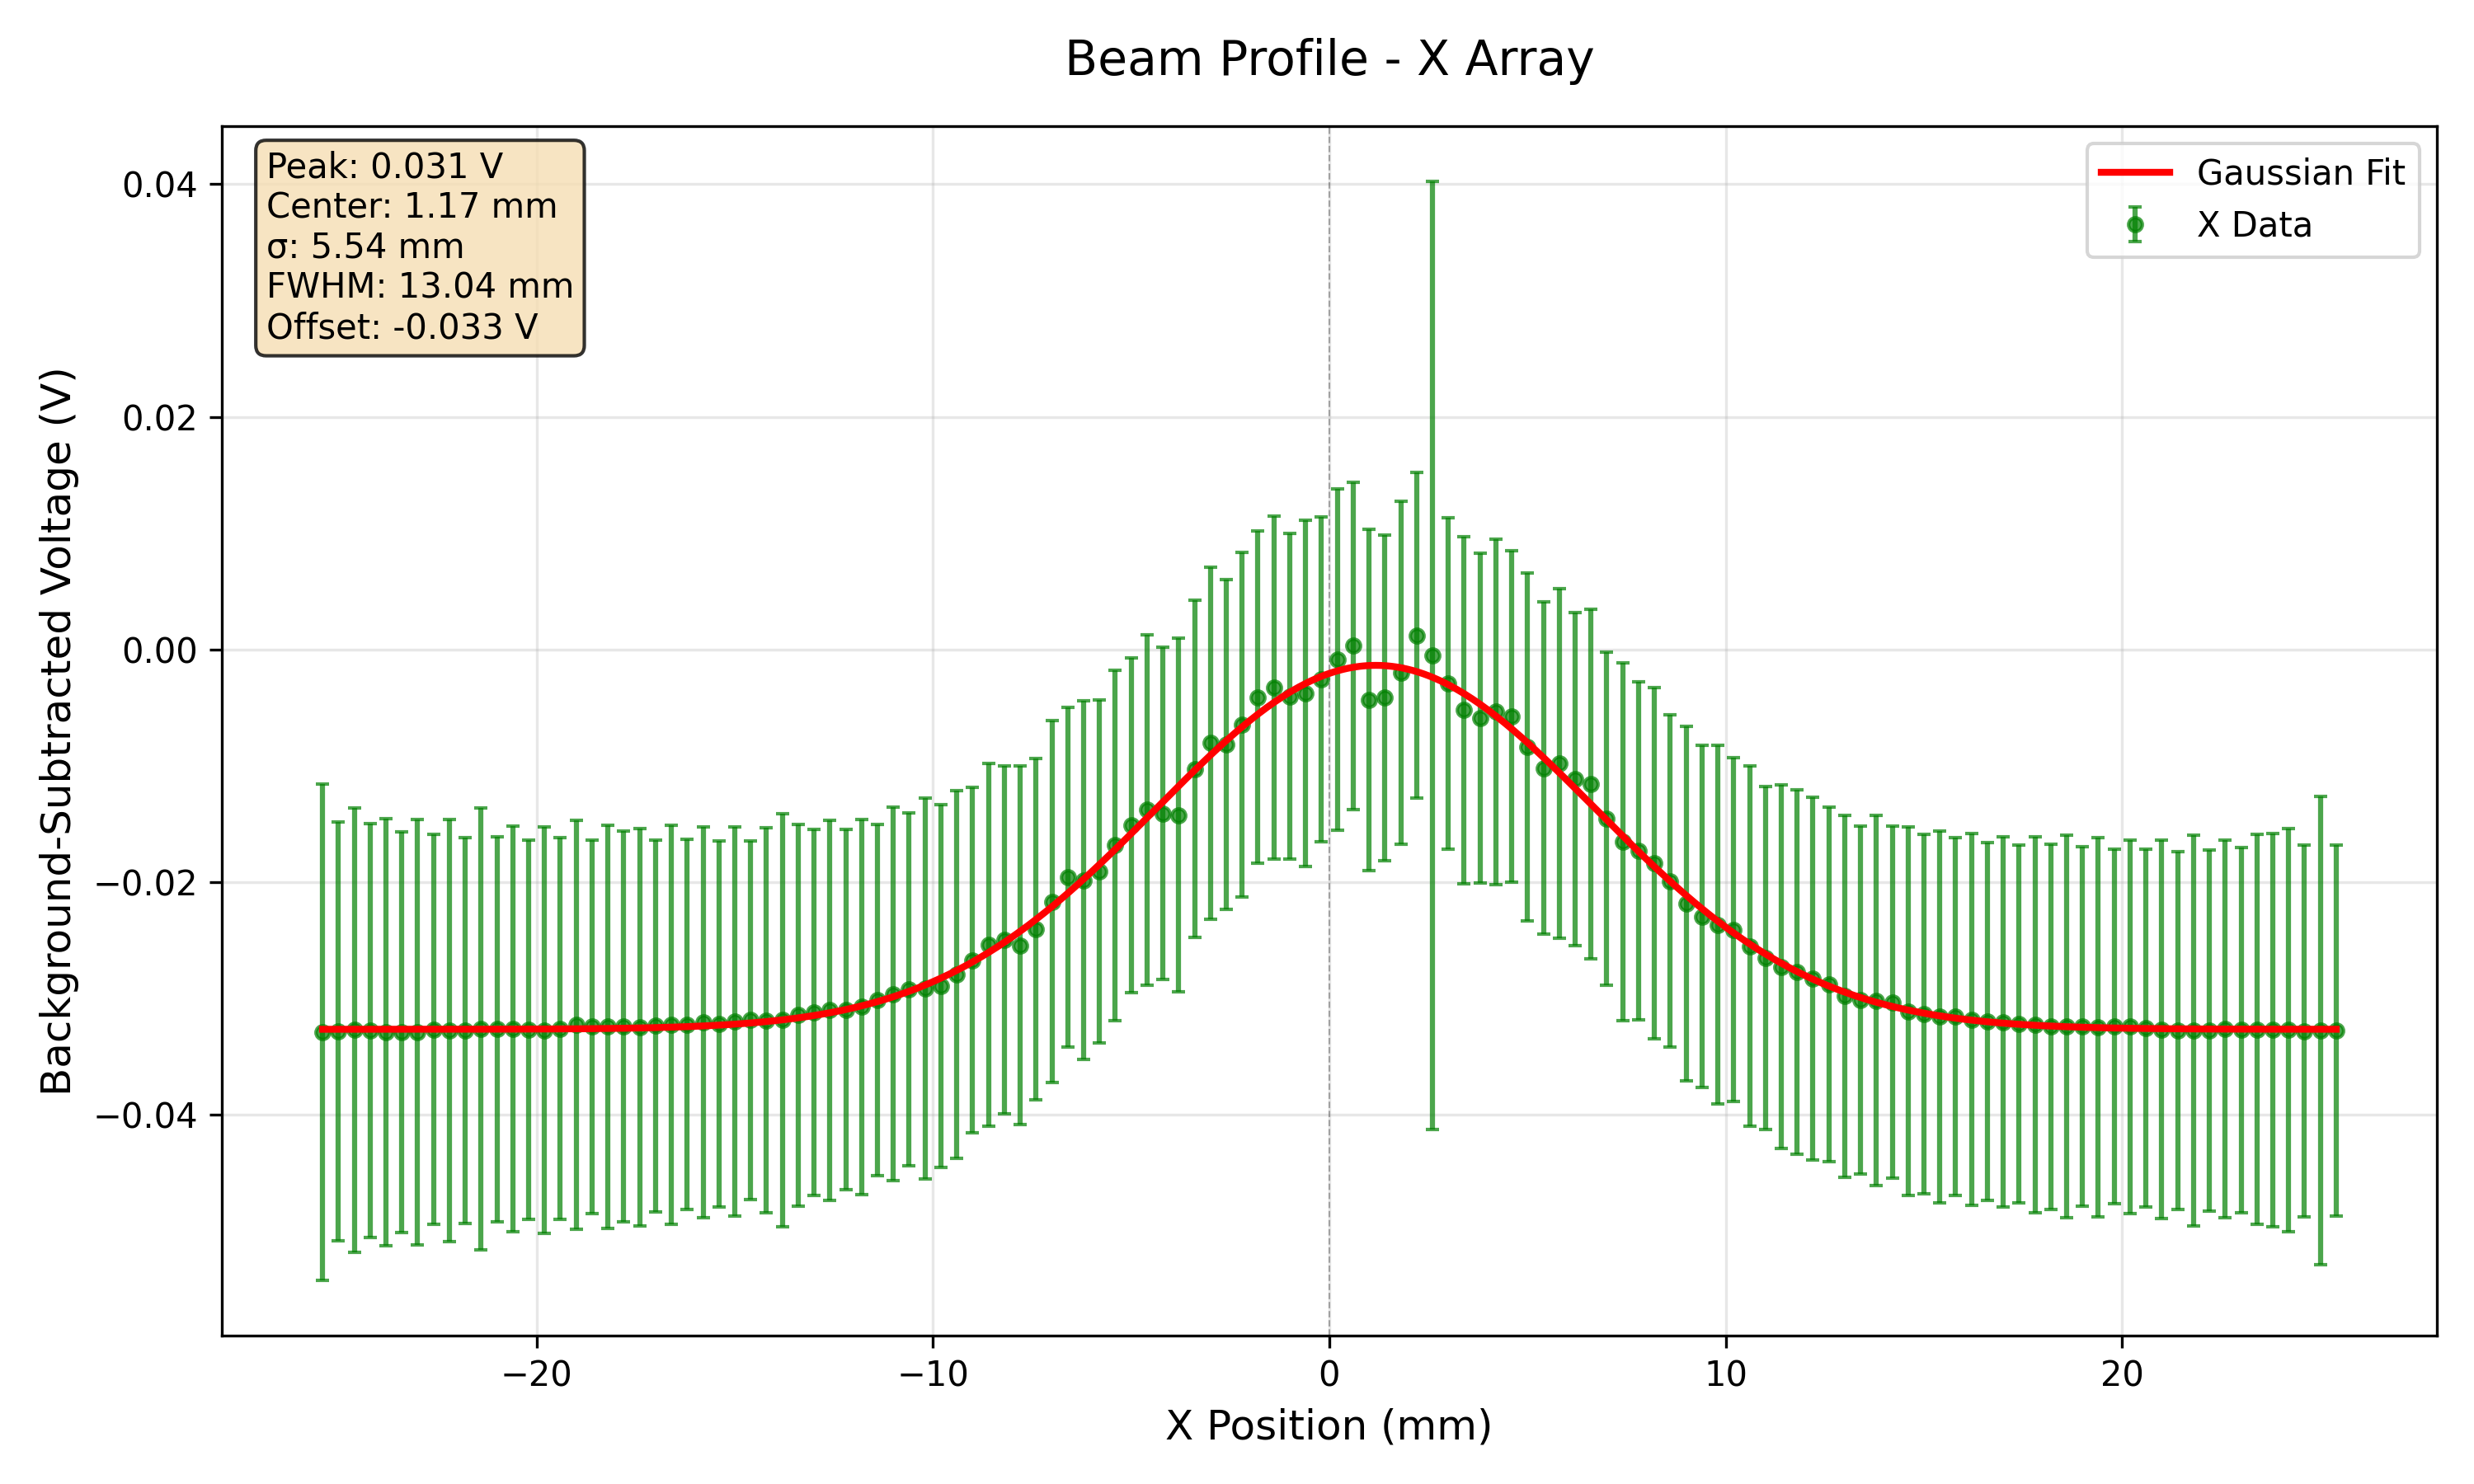 Beam Profile - X Array
Peak: 0.031 V
Center: 1.17 mm
σ: 5.54 mm
FWHM: 13.04 mm
Offset: -0.033 V
Gaussian Fit
X Data
Background-Subtracted Voltage (V)
0.04
0.02
0.00
−0.02
−0.04
−20
−10
0
10
20
X Position (mm)